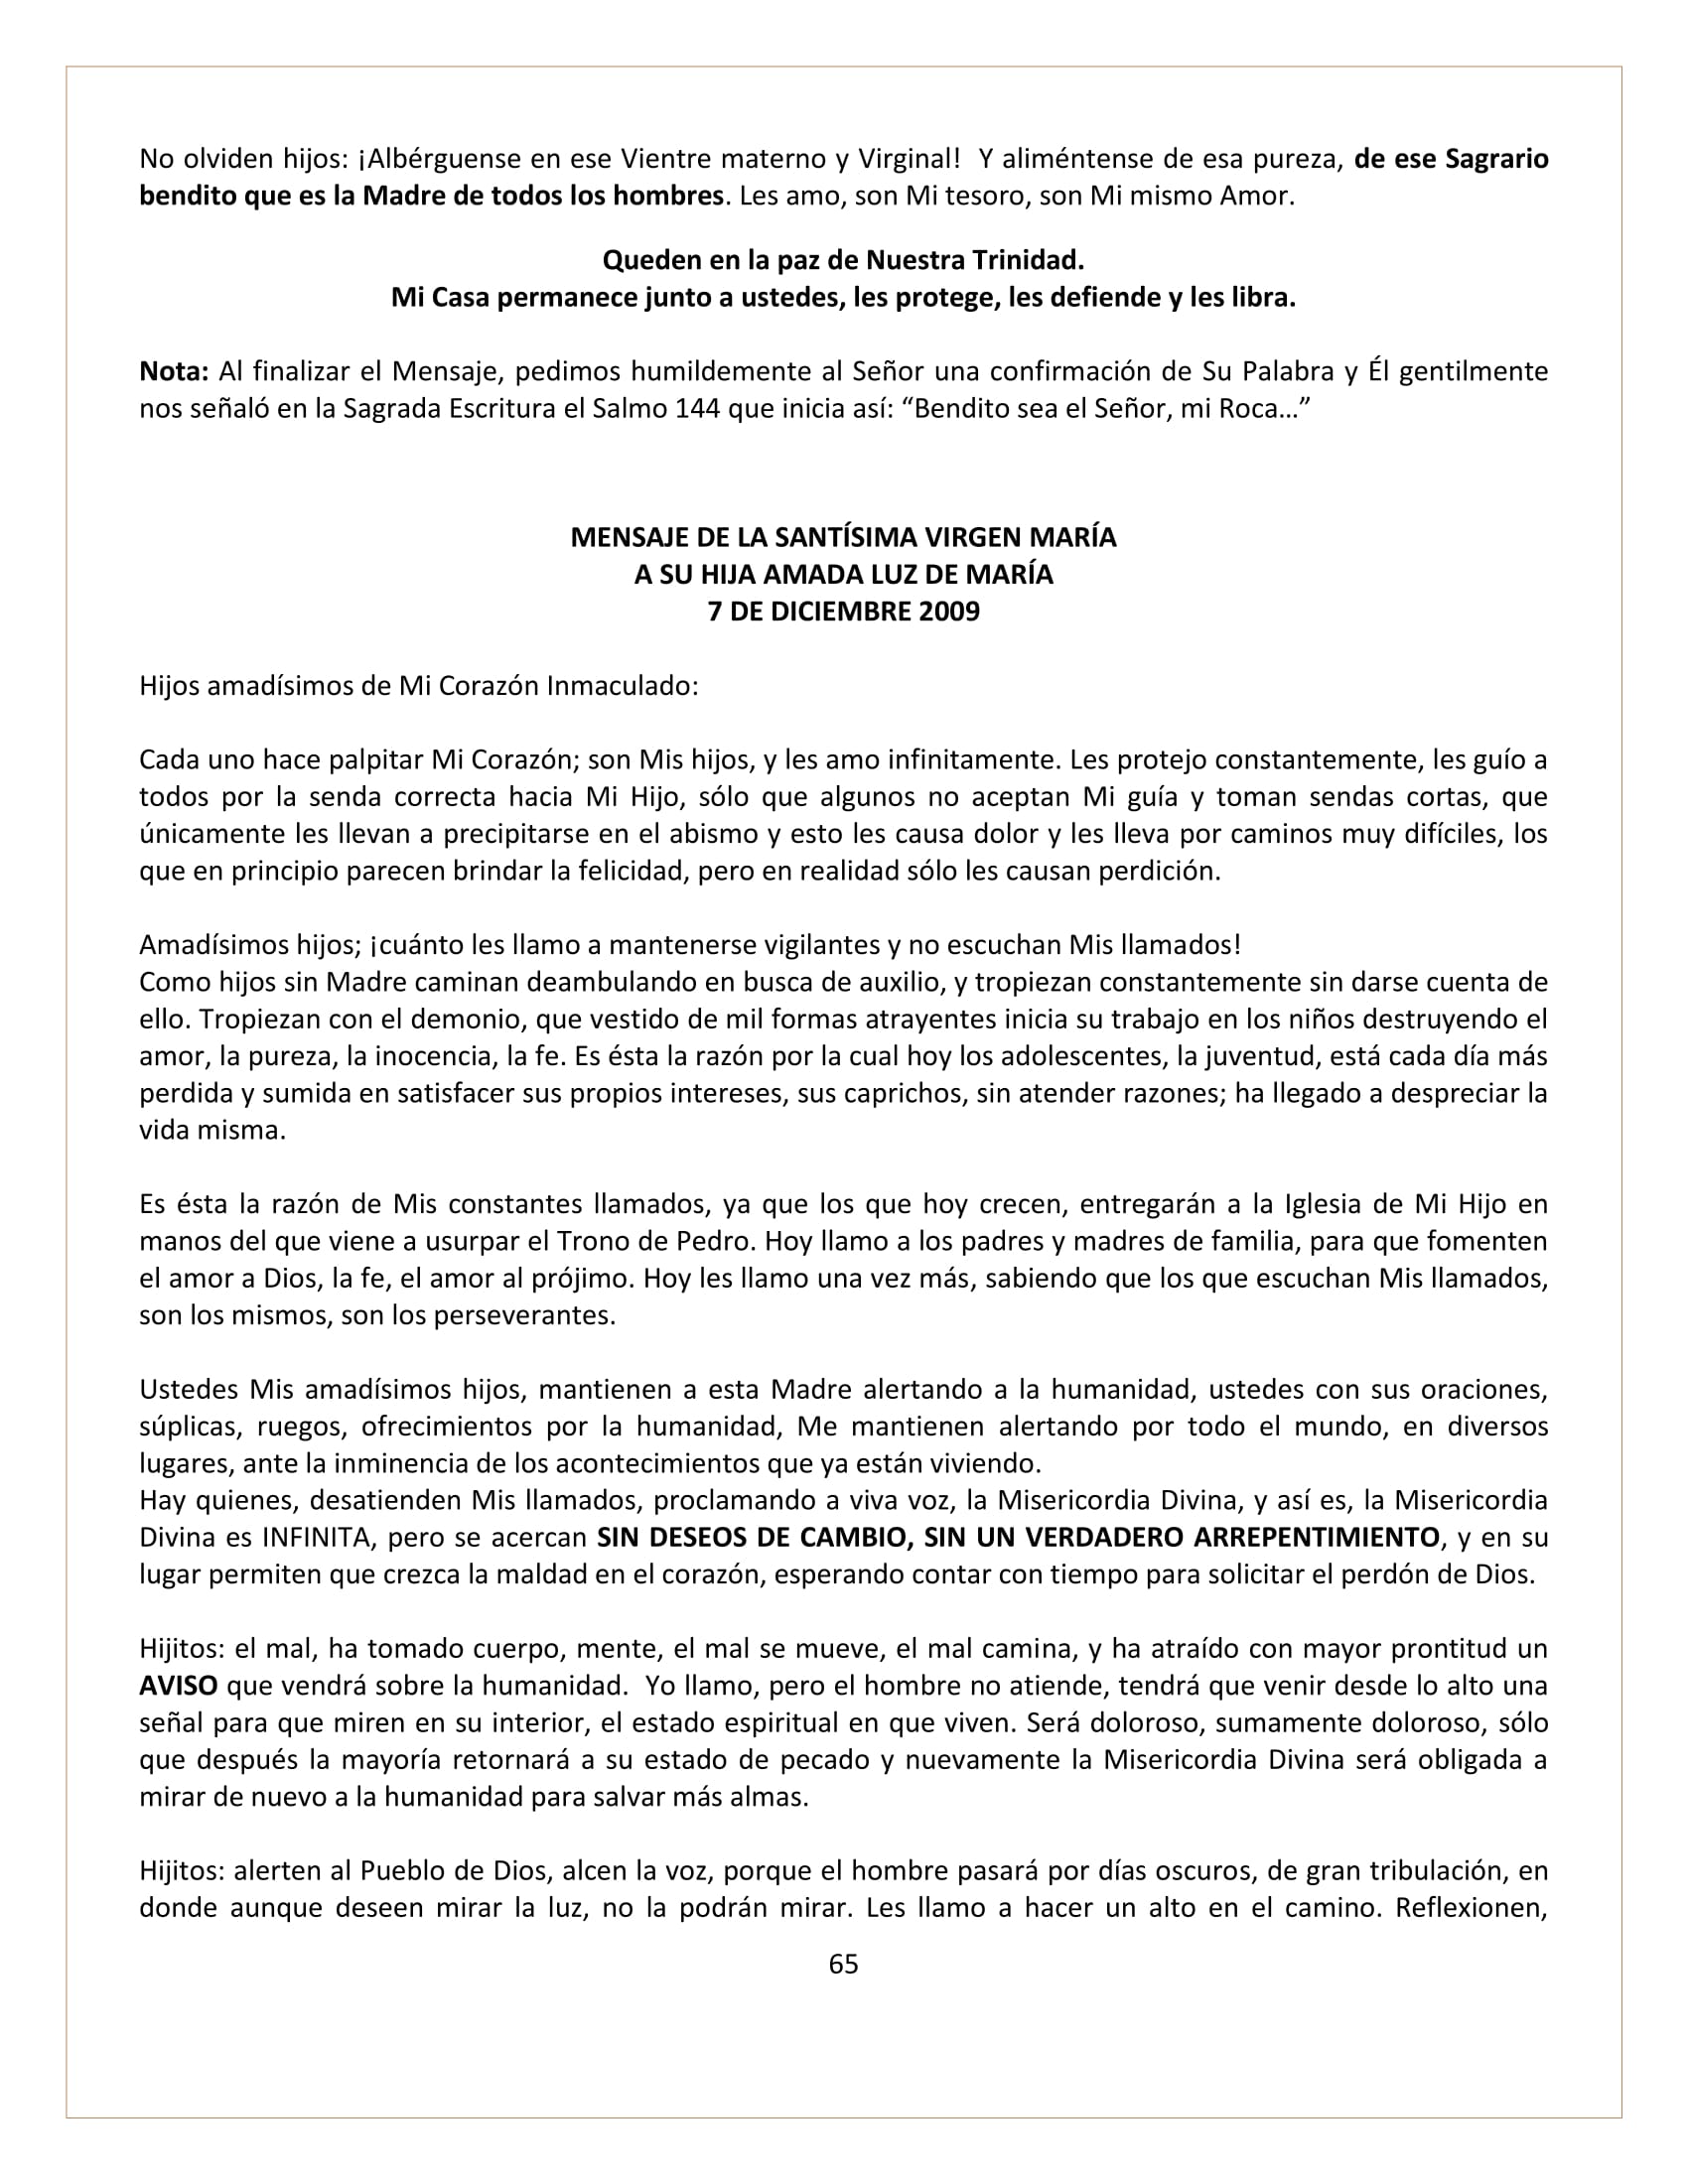 No olviden hijos: ¡Albérguense en ese Vientre materno y Virginal!  Y aliméntense de esa pureza, de ese Sagrario
bendito que es la Madre de todos los hombres. Les amo, son Mi tesoro, son Mi mismo Amor.
Queden en la paz de Nuestra Trinidad.
Mi Casa permanece junto a ustedes, les protege, les defiende y les libra.
Nota: Al finalizar el Mensaje, pedimos humildemente al Señor una confirmación de Su Palabra y Él gentilmente
nos señaló en la Sagrada Escritura el Salmo 144 que inicia así: “Bendito sea el Señor, mi Roca…”
MENSAJE DE LA SANTÍSIMA VIRGEN MARÍA
A SU HIJA AMADA LUZ DE MARÍA
7 DE DICIEMBRE 2009
Hijos amadísimos de Mi Corazón Inmaculado:
Cada uno hace palpitar Mi Corazón; son Mis hijos, y les amo infinitamente. Les protejo constantemente, les guío a
todos por la senda correcta hacia Mi Hijo, sólo que algunos no aceptan Mi guía y toman sendas cortas, que
únicamente les llevan a precipitarse en el abismo y esto les causa dolor y les lleva por caminos muy difíciles, los
que en principio parecen brindar la felicidad, pero en realidad sólo les causan perdición.
Amadísimos hijos; ¡cuánto les llamo a mantenerse vigilantes y no escuchan Mis llamados!
Como hijos sin Madre caminan deambulando en busca de auxilio, y tropiezan constantemente sin darse cuenta de
ello. Tropiezan con el demonio, que vestido de mil formas atrayentes inicia su trabajo en los niños destruyendo el
amor, la pureza, la inocencia, la fe. Es ésta la razón por la cual hoy los adolescentes, la juventud, está cada día más
perdida y sumida en satisfacer sus propios intereses, sus caprichos, sin atender razones; ha llegado a despreciar la
vida misma.
Es ésta la razón de Mis constantes llamados, ya que los que hoy crecen, entregarán a la Iglesia de Mi Hijo en
manos del que viene a usurpar el Trono de Pedro. Hoy llamo a los padres y madres de familia, para que fomenten
el amor a Dios, la fe, el amor al prójimo. Hoy les llamo una vez más, sabiendo que los que escuchan Mis llamados,
son los mismos, son los perseverantes.
Ustedes Mis amadísimos hijos, mantienen a esta Madre alertando a la humanidad, ustedes con sus oraciones,
súplicas, ruegos, ofrecimientos por la humanidad, Me mantienen alertando por todo el mundo, en diversos
lugares, ante la inminencia de los acontecimientos que ya están viviendo.
Hay quienes, desatienden Mis llamados, proclamando a viva voz, la Misericordia Divina, y así es, la Misericordia
Divina es INFINITA, pero se acercan SIN DESEOS DE CAMBIO, SIN UN VERDADERO ARREPENTIMIENTO, y en su
lugar permiten que crezca la maldad en el corazón, esperando contar con tiempo para solicitar el perdón de Dios.
Hijitos: el mal, ha tomado cuerpo, mente, el mal se mueve, el mal camina, y ha atraído con mayor prontitud un
AVISO que vendrá sobre la humanidad.  Yo llamo, pero el hombre no atiende, tendrá que venir desde lo alto una
señal para que miren en su interior, el estado espiritual en que viven. Será doloroso, sumamente doloroso, sólo
que después la mayoría retornará a su estado de pecado y nuevamente la Misericordia Divina será obligada a
mirar de nuevo a la humanidad para salvar más almas.
Hijitos: alerten al Pueblo de Dios, alcen la voz, porque el hombre pasará por días oscuros, de gran tribulación, en
donde aunque deseen mirar la luz, no la podrán mirar. Les llamo a hacer un alto en el camino. Reflexionen,
65